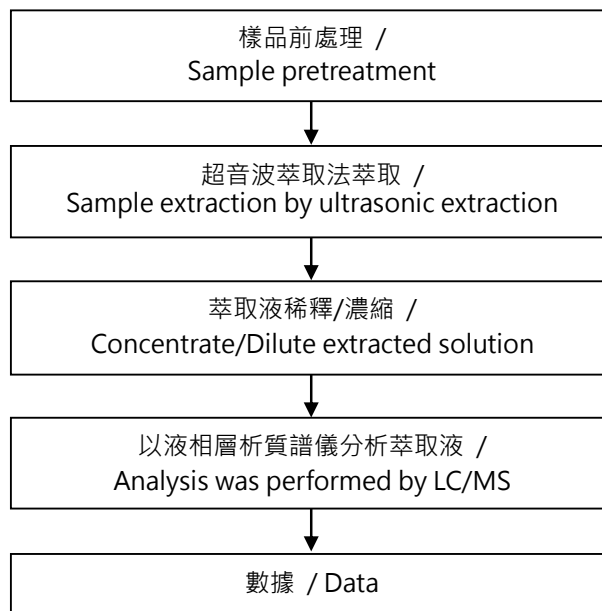 樣品前處理 /
Sample pretreatment
超音波萃取法萃取 /
Sample extraction by ultrasonic extraction
萃取液稀釋/濃縮 /
Concentrate/Dilute extracted solution
以液相層析質譜儀分析萃取液 /
Analysis was performed by LC/MS
數據 / Data